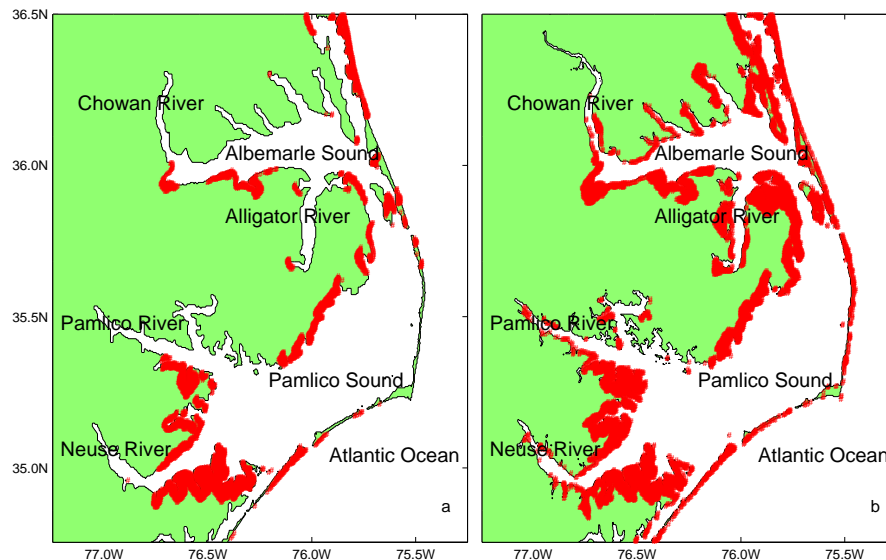 36.5N
Chowan River
Chowan River
36.0N
Albemarle Sound
Albemarle Sound
Alligator River
Alligator River
35.5N
Pamlico River
Pamlico River
Pamlico Sound
Pamlico Sound
Neuse River
Neuse River
35.0N
Atlantic Ocean
Atlantic Ocean
a
b
77.0W 76.5W 76.0W 75.5W
77.0W 76.5W 76.0W 75.5W